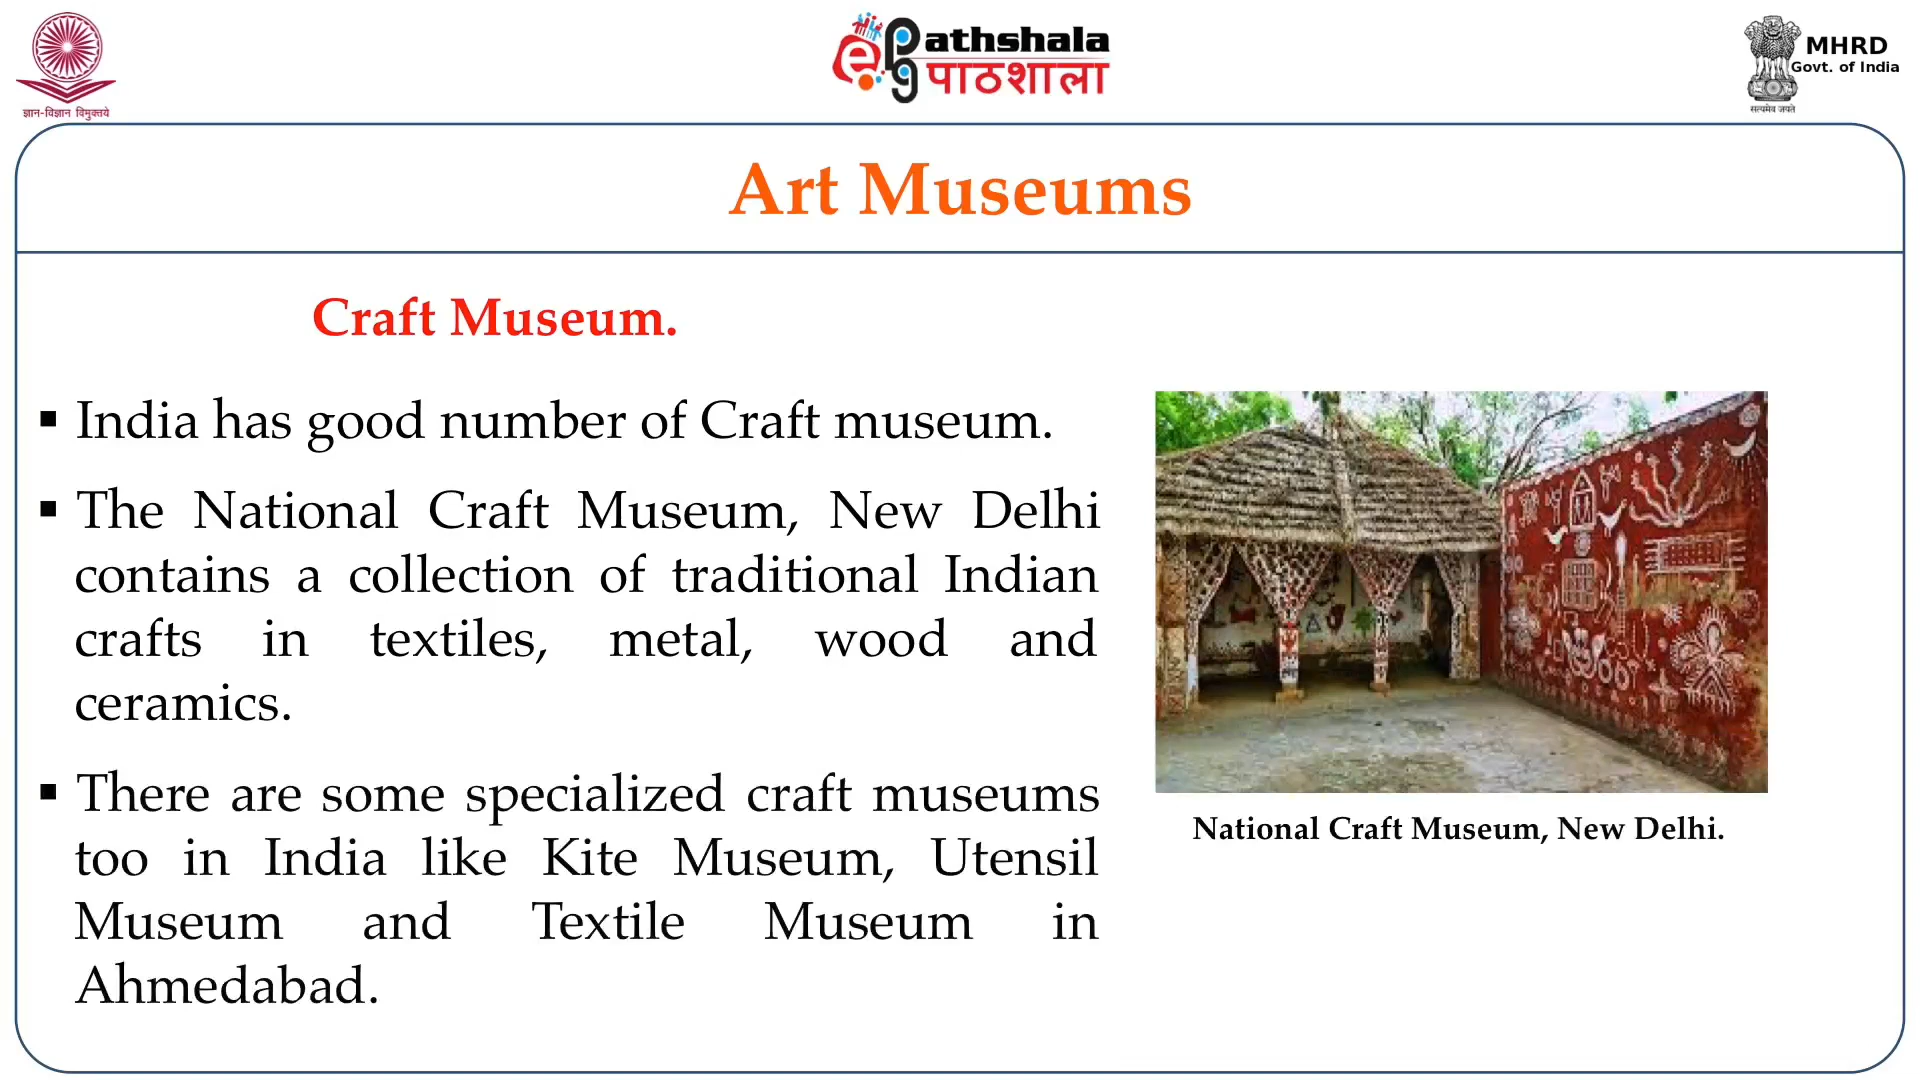 ज्ञान-विज्ञान विमुक्तये
ePG Pathshala
पाठशाला
MHRD
Govt. of India
सत्यमेव जयते
Art Museums
Craft Museum.
▪ India has good number of Craft museum.
▪ The National Craft Museum, New Delhi
contains a collection of traditional Indian
crafts in textiles, metal, wood and
ceramics.
▪ There are some specialized craft museums
too in India like Kite Museum, Utensil
Museum and Textile Museum in
Ahmedabad.
National Craft Museum, New Delhi.